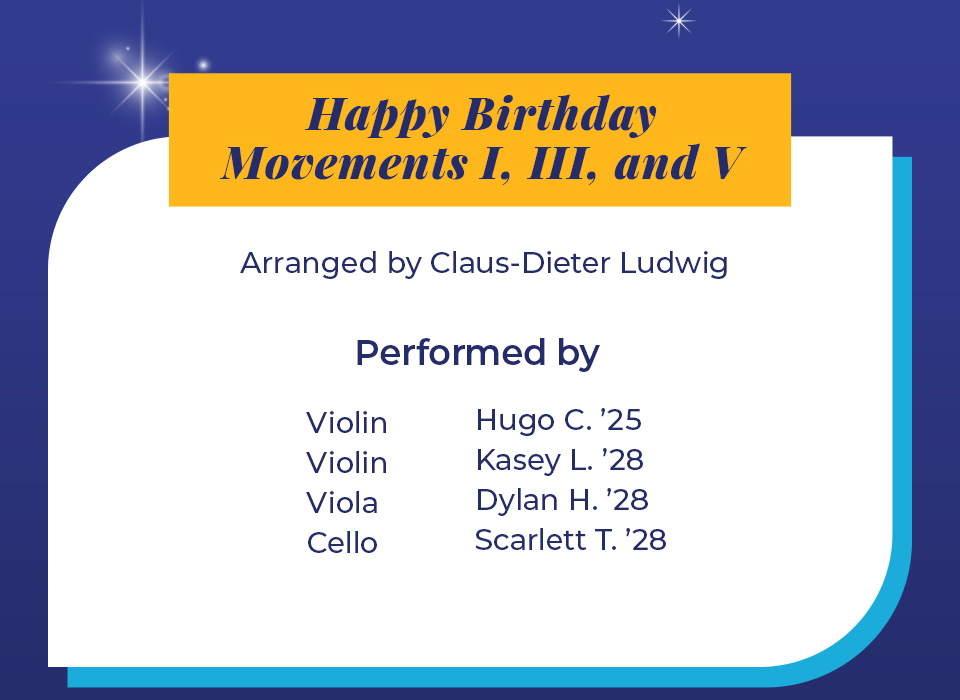 Happy Birthday
Movements I, III, and V
Arranged by Claus-Dieter Ludwig
Performed by
Violin Hugo C. ’25
Violin Kasey L. ’28
Viola Dylan H. ’28
Cello Scarlett T. ’28